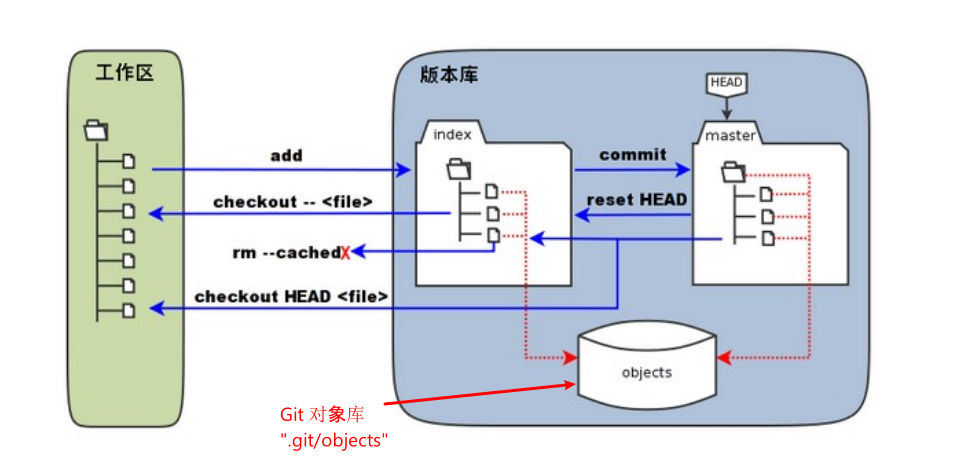 工作区
版本库
HEAD
index
master
add
commit
checkout -- <file>
reset HEAD
rm --cachedX
checkout HEAD <file>
objects
Git 对象库
".git/objects"